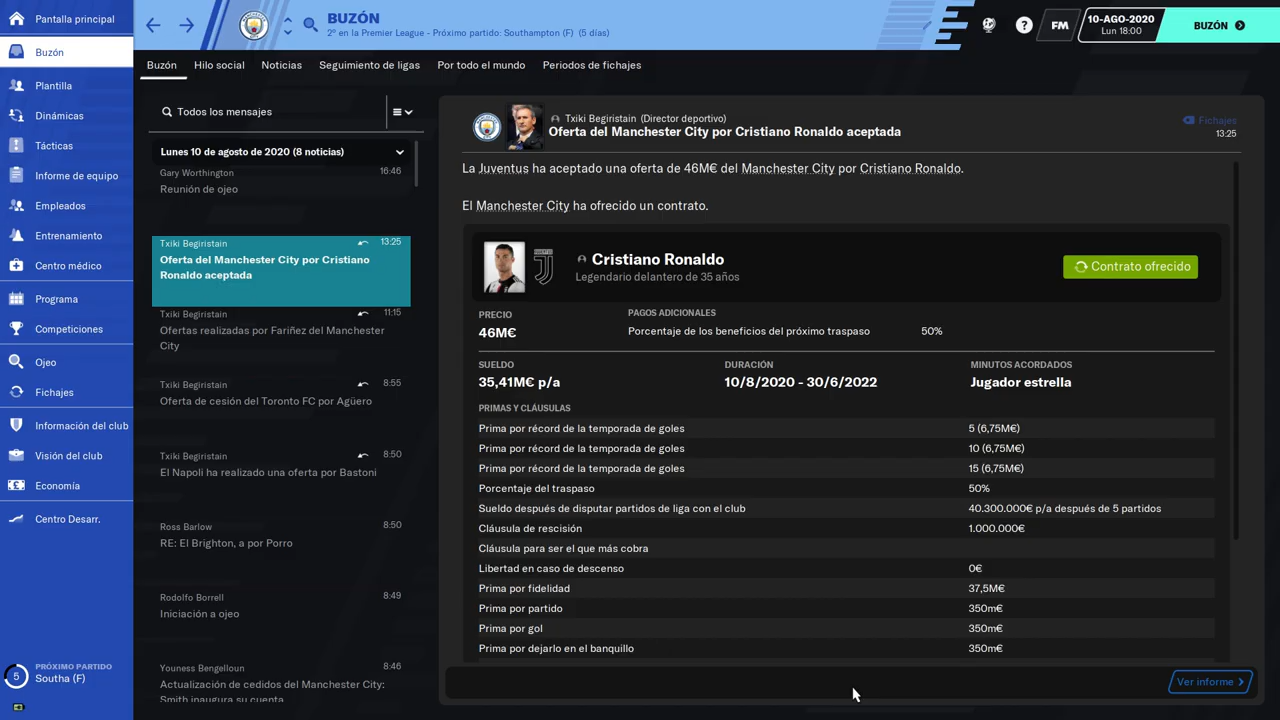 Pantalla principal
Buzón
Plantilla
Dinámicas
Tácticas
Informe de equipo
Empleados
Entrenamiento
Centro médico
Programa
Competiciones
Ojeo
Fichajes
Información del club
Visión del club
Economía
Centro Desarr.
5
PRÓXIMO PARTIDO
Southa (F)
BUZÓN
2º en la Premier League - Próximo partido: Southampton (F) (5 días)
?
FM
10-AGO-2020
Lun 18:00
BUZÓN
Buzón
Hilo social
Noticias
Seguimiento de ligas
Por todo el mundo
Periodos de fichajes
Todos los mensajes
Lunes 10 de agosto de 2020 (8 noticias)
Gary Worthington 16:46
Reunión de ojeo
Txiki Begiristain 13:25
Oferta del Manchester City por Cristiano
Ronaldo aceptada
Txiki Begiristain 11:15
Ofertas realizadas por Fariñez del Manchester
City
Txiki Begiristain 8:55
Oferta de cesión del Toronto FC por Agüero
Txiki Begiristain 8:50
El Napoli ha realizado una oferta por Bastoni
Ross Barlow 8:50
RE: El Brighton, a por Porro
Rodolfo Borrell 8:49
Iniciación a ojeo
Youness Bengelloun 8:46
Actualización de cedidos del Manchester City:
Smith inaugura su cuenta
Txiki Begiristain (Director deportivo)
Oferta del Manchester City por Cristiano Ronaldo aceptada
Fichajes
13:25
La Juventus ha aceptado una oferta de 46M€ del Manchester City por Cristiano Ronaldo.
El Manchester City ha ofrecido un contrato.
Cristiano Ronaldo
Legendario delantero de 35 años
Contrato ofrecido
PRECIO
46M€
PAGOS ADICIONALES
Porcentaje de los beneficios del próximo traspaso 50%
SUELDO
35,41M€ p/a
DURACIÓN
10/8/2020 - 30/6/2022
MINUTOS ACORDADOS
Jugador estrella
PRIMAS Y CLÁUSULAS
Prima por récord de la temporada de goles 5 (6,75M€)
Prima por récord de la temporada de goles 10 (6,75M€)
Prima por récord de la temporada de goles 15 (6,75M€)
Porcentaje del traspaso 50%
Sueldo después de disputar partidos de liga con el club 40.300.000€ p/a después de 5 partidos
Cláusula de rescisión 1.000.000€
Cláusula para ser el que más cobra
Libertad en caso de descenso 0€
Prima por fidelidad 37,5M€
Prima por partido 350m€
Prima por gol 350m€
Prima por dejarlo en el banquillo 350m€
Ver informe